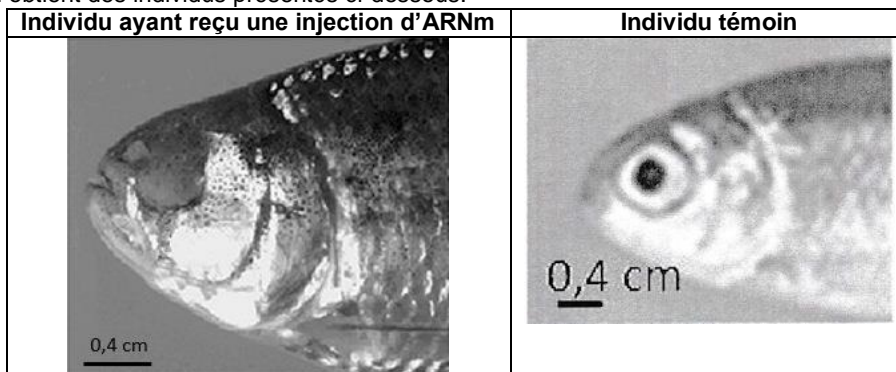 obtient des individus présentés ci-dessous.
Individu ayant reçu une injection d'ARNm
Individu témoin
0,4 cm
0,4 cm